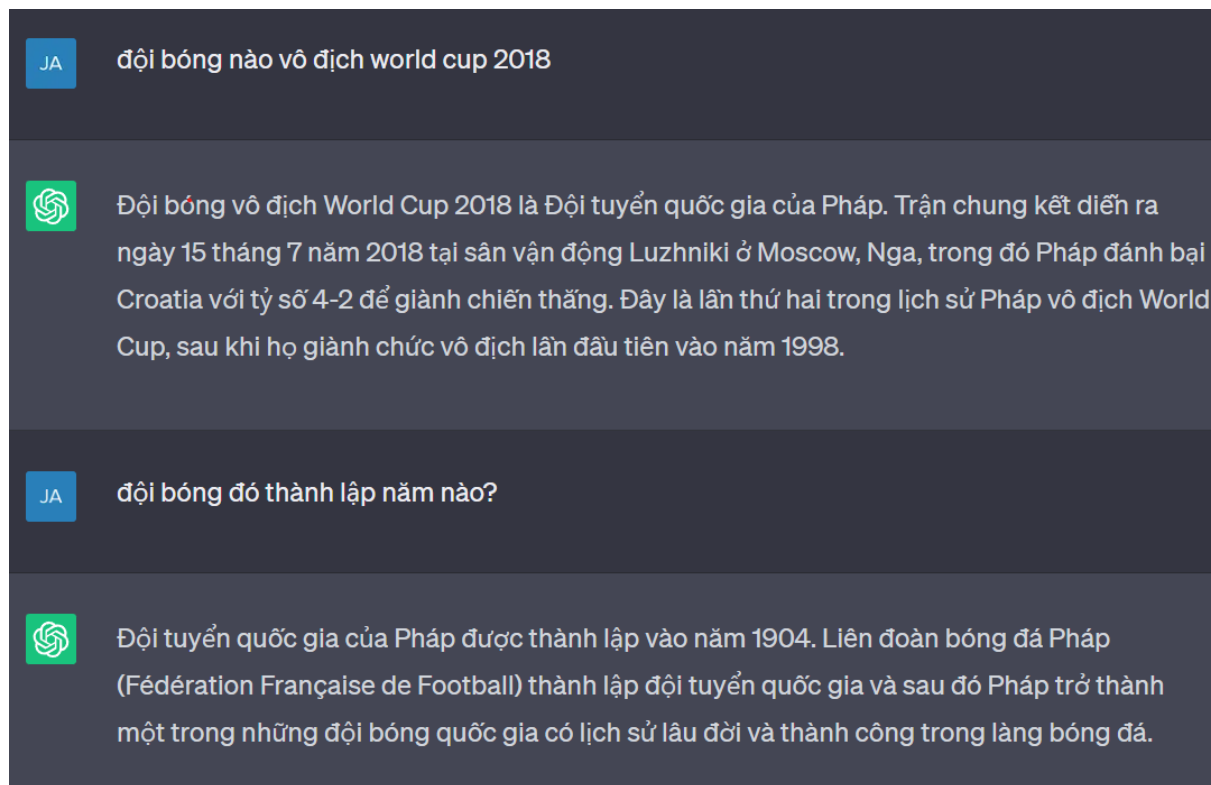 JA
đội bóng nào vô địch world cup 2018
Đội bóng vô địch World Cup 2018 là Đội tuyển quốc gia của Pháp. Trận chung kết diễn ra
ngày 15 tháng 7 năm 2018 tại sân vận động Luzhniki ở Moscow, Nga, trong đó Pháp đánh bại
Croatia với tỷ số 4-2 để giành chiến thắng. Đây là lần thứ hai trong lịch sử Pháp vô địch World
Cup, sau khi họ giành chức vô địch lần đầu tiên vào năm 1998.
JA
đội bóng đó thành lập năm nào?
Đội tuyển quốc gia của Pháp được thành lập vào năm 1904. Liên đoàn bóng đá Pháp
(Fédération Française de Football) thành lập đội tuyển quốc gia và sau đó Pháp trở thành
một trong những đội bóng quốc gia có lịch sử lâu đời và thành công trong làng bóng đá.